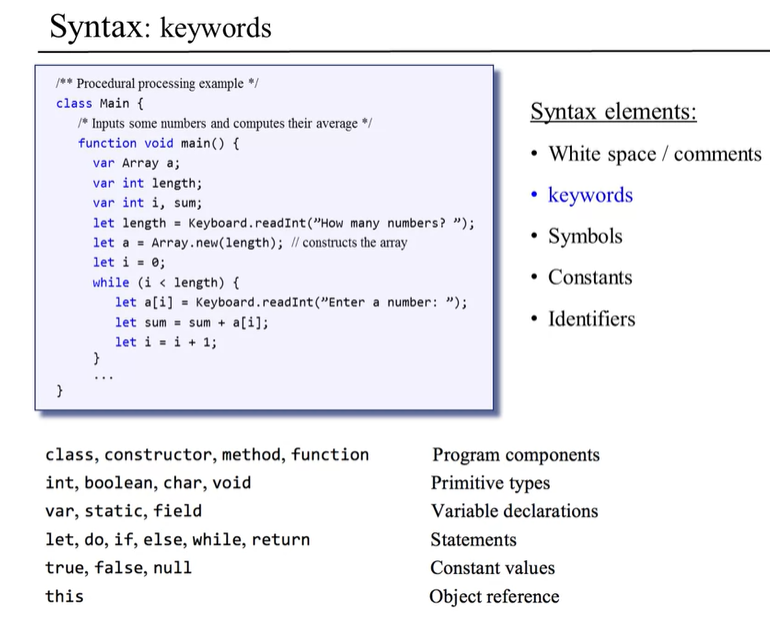 Syntax: keywords
/** Procedural processing example */
class Main {
/* Inputs some numbers and computes their average */
function void main() {
var Array a;
var int length;
var int i, sum;
let length = Keyboard.readInt(”How many numbers? ”);
let a = Array.new(length); // constructs the array
let i = 0;
while (i < length) {
let a[i] = Keyboard.readInt(”Enter a number: ”);
let sum = sum + a[i];
let i = i + 1;
}
...
}
Syntax elements:
• White space / comments
• keywords
• Symbols
• Constants
• Identifiers
class, constructor, method, function Program components
int, boolean, char, void Primitive types
var, static, field Variable declarations
let, do, if, else, while, return Statements
true, false, null Constant values
this Object reference